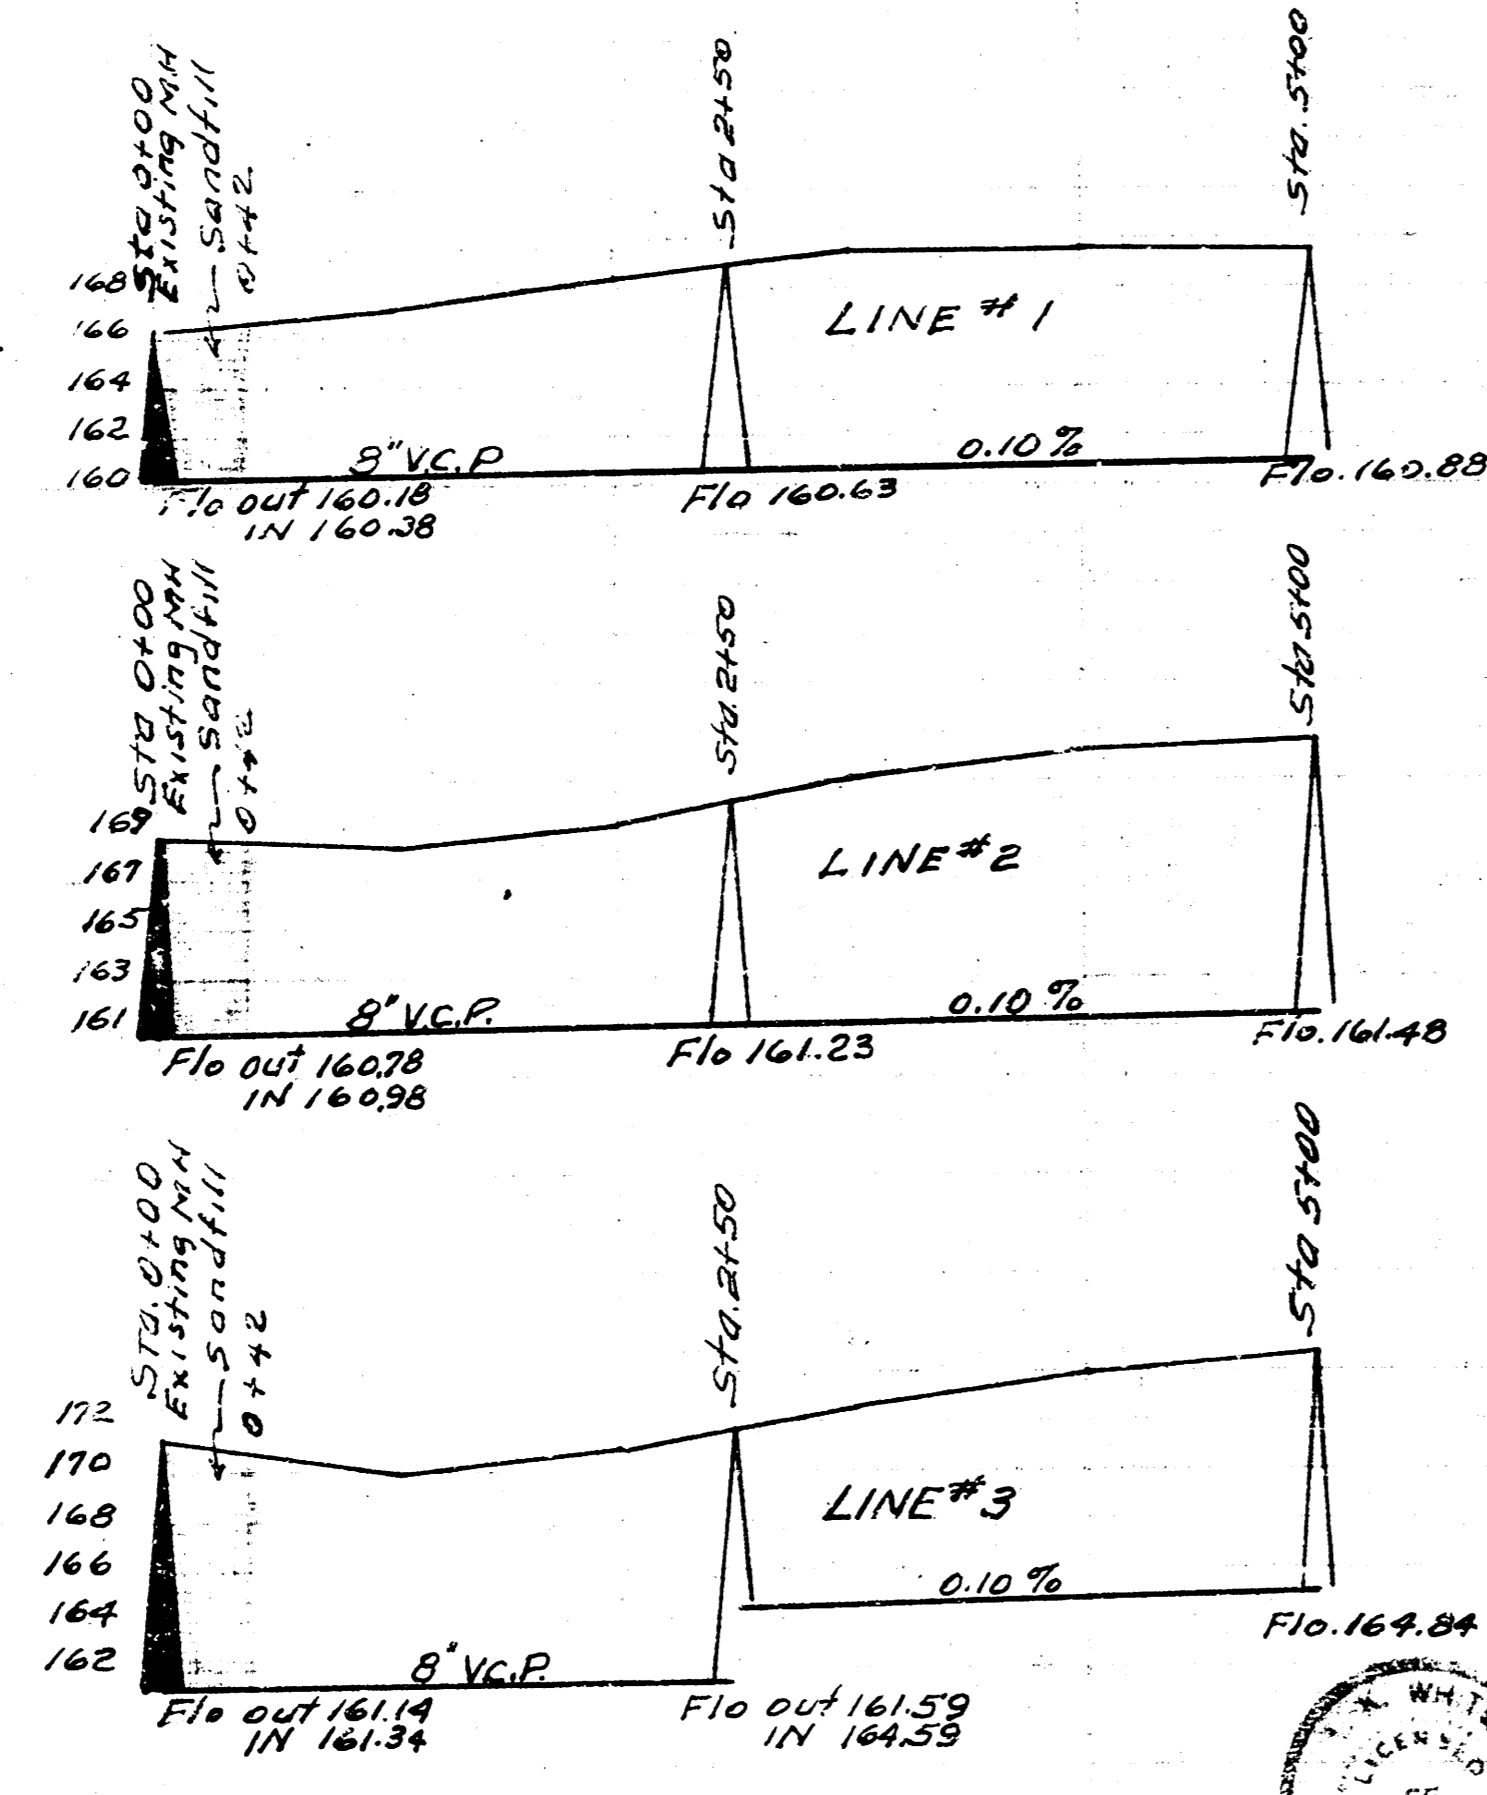 Sta 0+00
Existing M.H
Sandfill
0+42
Sta 2+50
Sta. 5+00
168
166
164
162
160
LINE # 1
8" V.C.P
0.10 %
Flo out 160.18
IN 160.38
Flo 160.63
Flo. 160.88
Sta 0+00
Existing MH
Sandfill
0+42
Sta. 2+50
Sta 5+00
169
167
165
163
161
LINE # 2
8" V.C.P.
0.10 %
Flo out 160.78
IN 160.98
Flo 161.23
Flo. 161.48
Sta. 0+00
Existing MH
Sandfill
0+42
Sta. 2+50
Sta 5+00
172
170
168
166
164
162
LINE # 3
8" V.C.P.
0.10 %
Flo out 161.14
IN 161.34
Flo out 161.59
IN 164.59
Flo. 164.84
LICENSED